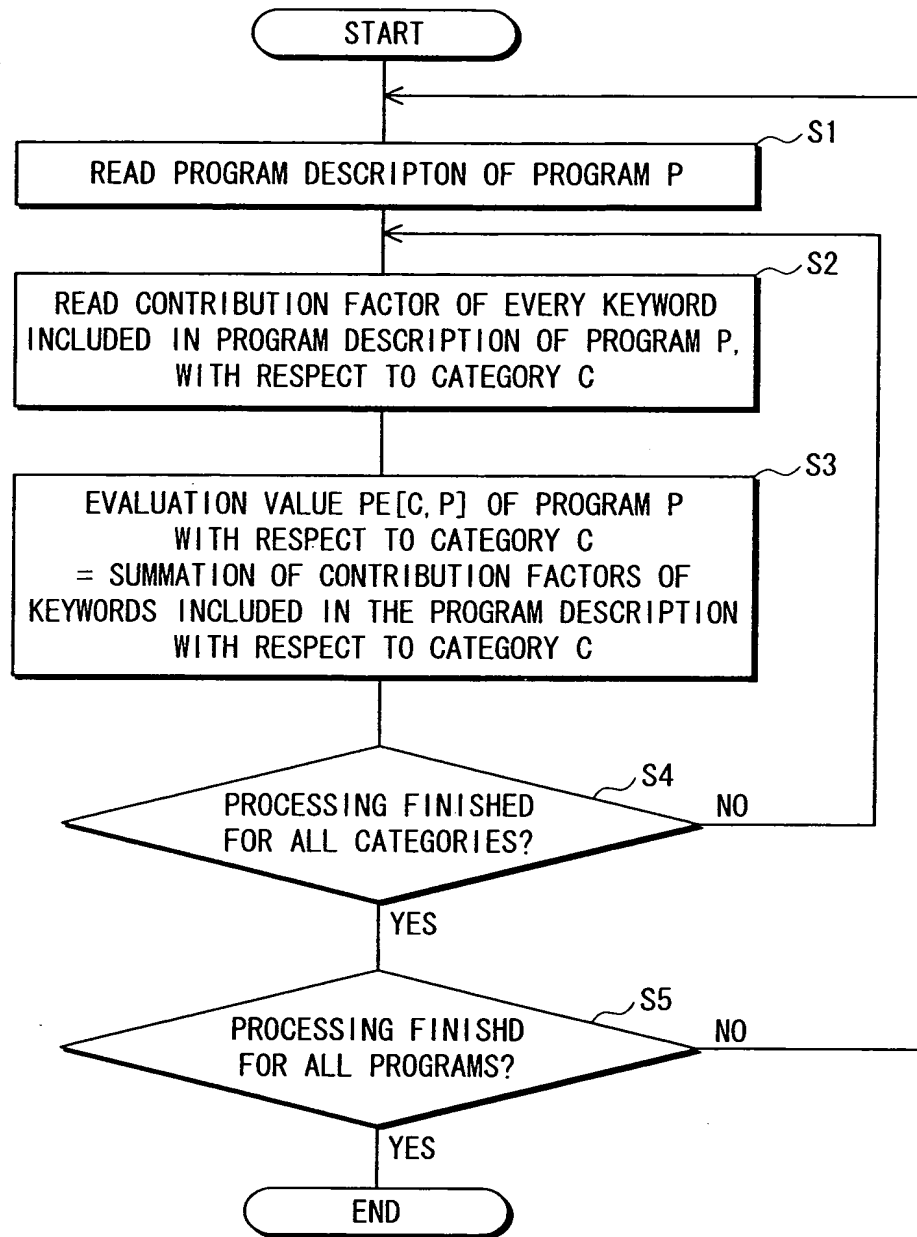 START
S1
READ PROGRAM DESCRIPTON OF PROGRAM P
S2
READ CONTRIBUTION FACTOR OF EVERY KEYWORD
INCLUDED IN PROGRAM DESCRIPTION OF PROGRAM P,
WITH RESPECT TO CATEGORY C
S3
EVALUATION VALUE PE[C,P] OF PROGRAM P
WITH RESPECT TO CATEGORY C
= SUMMATION OF CONTRIBUTION FACTORS OF
KEYWORDS INCLUDED IN THE PROGRAM DESCRIPTION
WITH RESPECT TO CATEGORY C
S4
PROCESSING FINISHED
FOR ALL CATEGORIES?
NO
YES
S5
PROCESSING FINISHD
FOR ALL PROGRAMS?
NO
YES
END